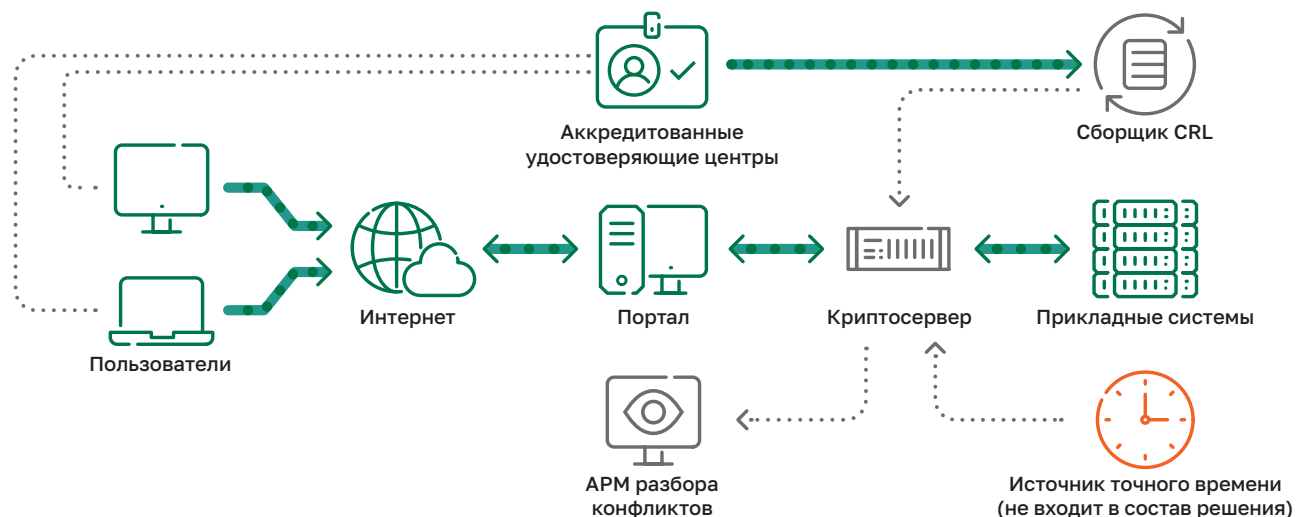 Аккредитованные
удостоверяющие центры
Сборщик CRL
Пользователи
Интернет
Портал
Криптосервер
Прикладные системы
АРМ разбора
конфликтов
Источник точного времени
(не входит в состав решения)